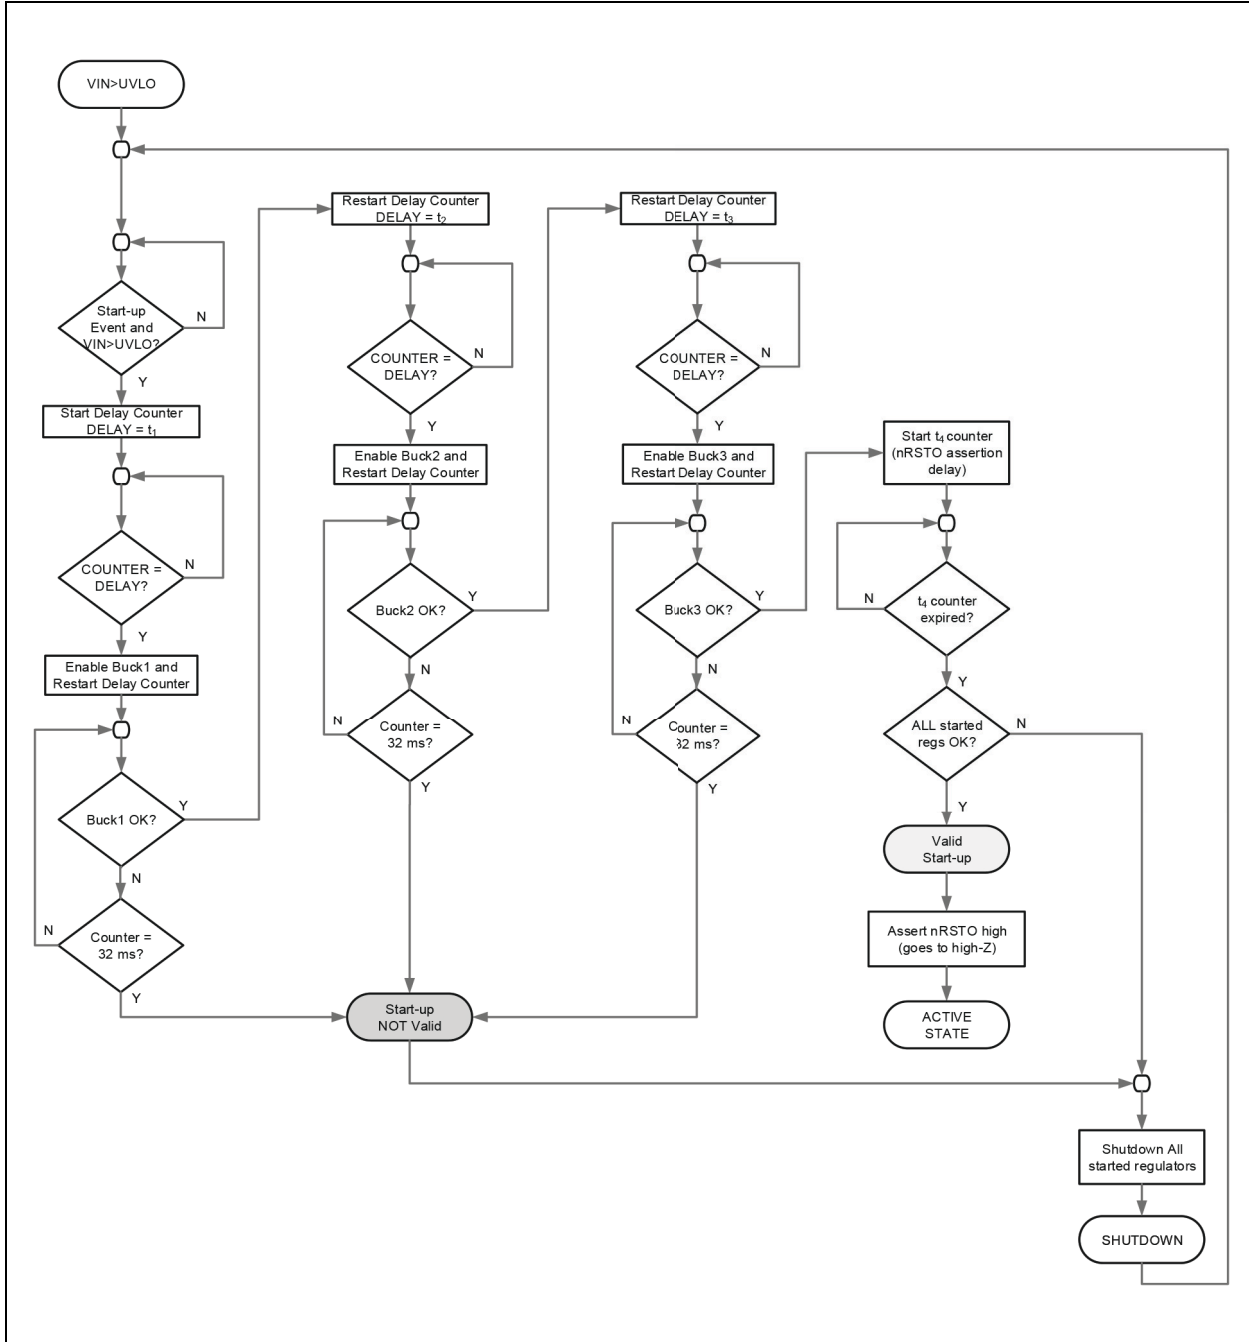 VIN>UVLO
Start-up
Event and
VIN>UVLO?
N
Y
Start Delay Counter
DELAY = t1
COUNTER =
DELAY?
N
Y
Enable Buck1 and
Restart Delay Counter
Buck1 OK?
Y
N
Counter =
32 ms?
N
Y
Restart Delay Counter
DELAY = t2
COUNTER =
DELAY?
N
Y
Enable Buck2 and
Restart Delay Counter
Buck2 OK?
Y
N
Counter =
32 ms?
N
Y
Start-up
NOT Valid
Restart Delay Counter
DELAY = t3
COUNTER =
DELAY?
N
Y
Enable Buck3 and
Restart Delay Counter
Buck3 OK?
Y
N
Counter =
32 ms?
N
Y
Start t4 counter
(nRSTO assertion
delay)
t4 counter
expired?
N
Y
ALL started
regs OK?
N
Y
Valid
Start-up
Assert nRSTO high
(goes to high-Z)
ACTIVE
STATE
Shutdown All
started regulators
SHUTDOWN